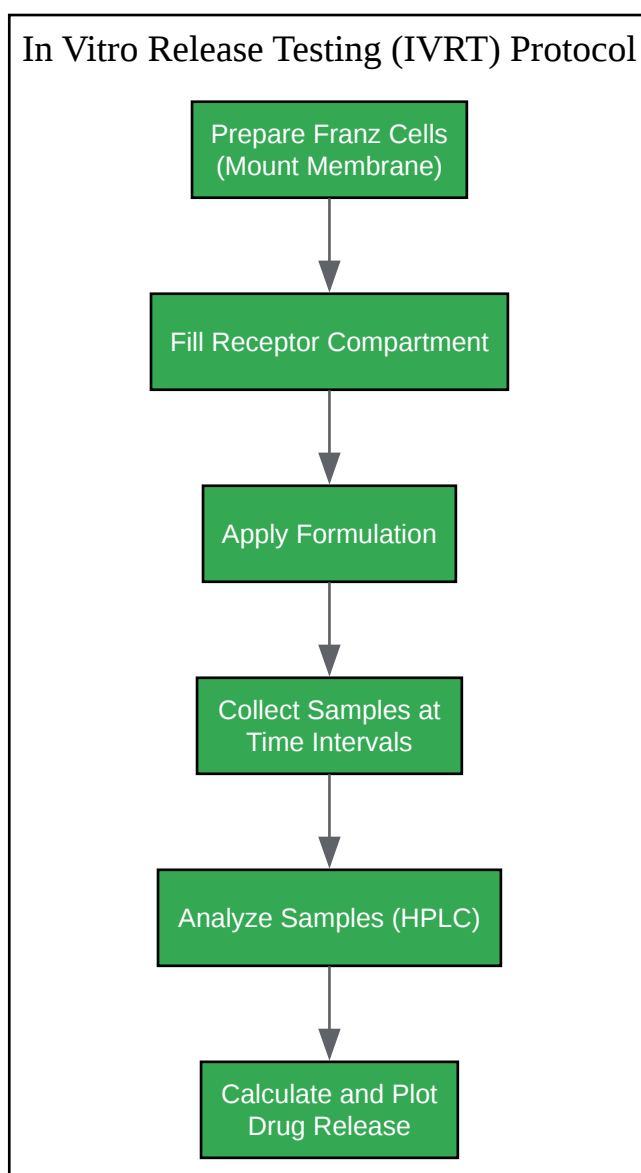 In Vitro Release Testing (IVRT) Protocol
Prepare Franz Cells
(Mount Membrane)
Fill Receptor Compartment
Apply Formulation
Collect Samples at
Time Intervals
Analyze Samples (HPLC)
Calculate and Plot
Drug Release